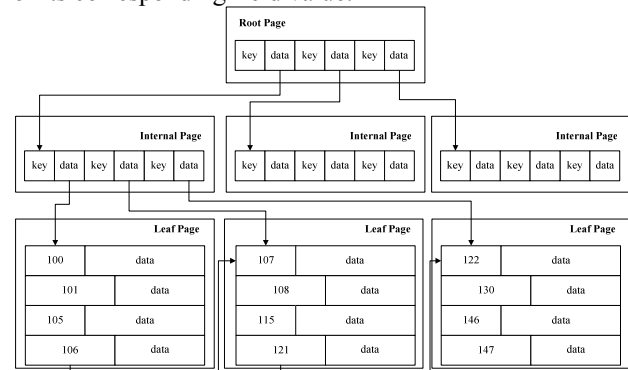 its corresponding value.
Root Page
key data key data key data
Internal Page Internal Page Internal Page
key data key data key data key data key data key data key data key data key data
Leaf Page Leaf Page Leaf Page
100 data 107 data 122 data
101 data 108 data 130 data
105 data 115 data 146 data
106 data 121 data 147 data